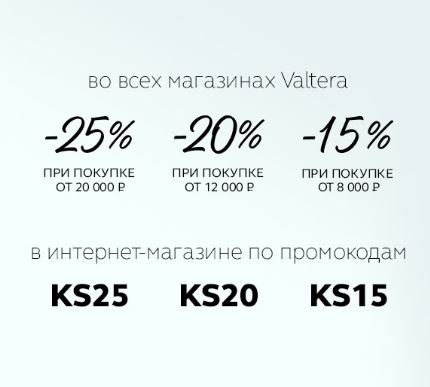 во всех магазинах Valtera
-25% -20% -15%
ПРИ ПОКУПКЕ ПРИ ПОКУПКЕ ПРИ ПОКУПКЕ
ОТ 20 000 ₽ ОТ 12 000 ₽ ОТ 8 000 ₽
в интернет-магазине по промокодам
KS25 KS20 KS15